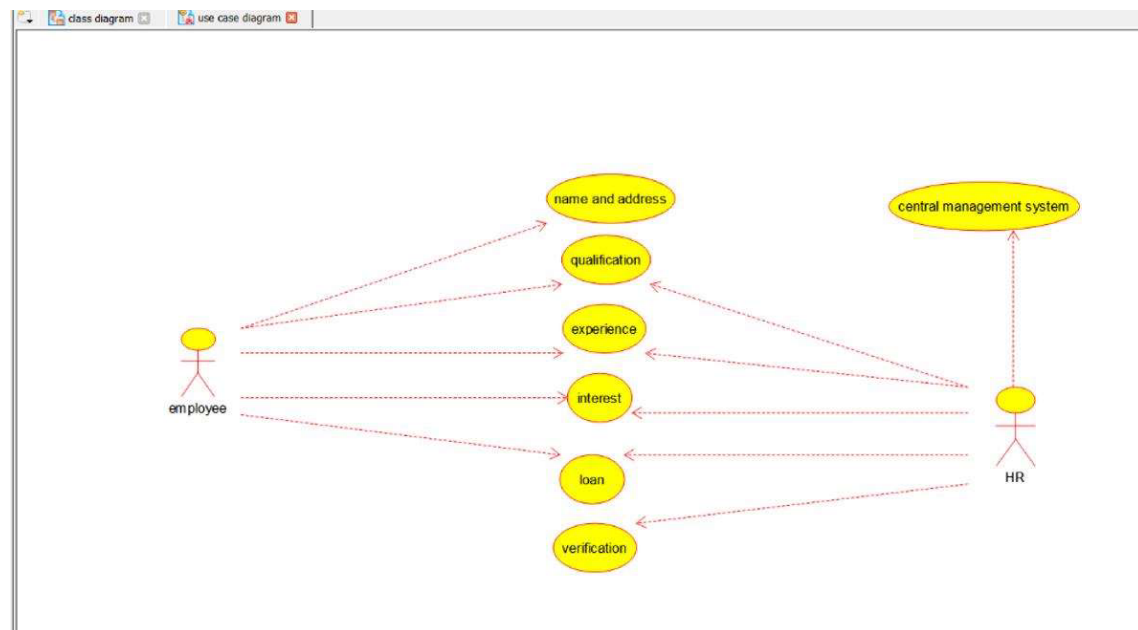 class diagram
use case diagram
name and address
central management system
qualification
experience
interest
employee
loan
HR
verification